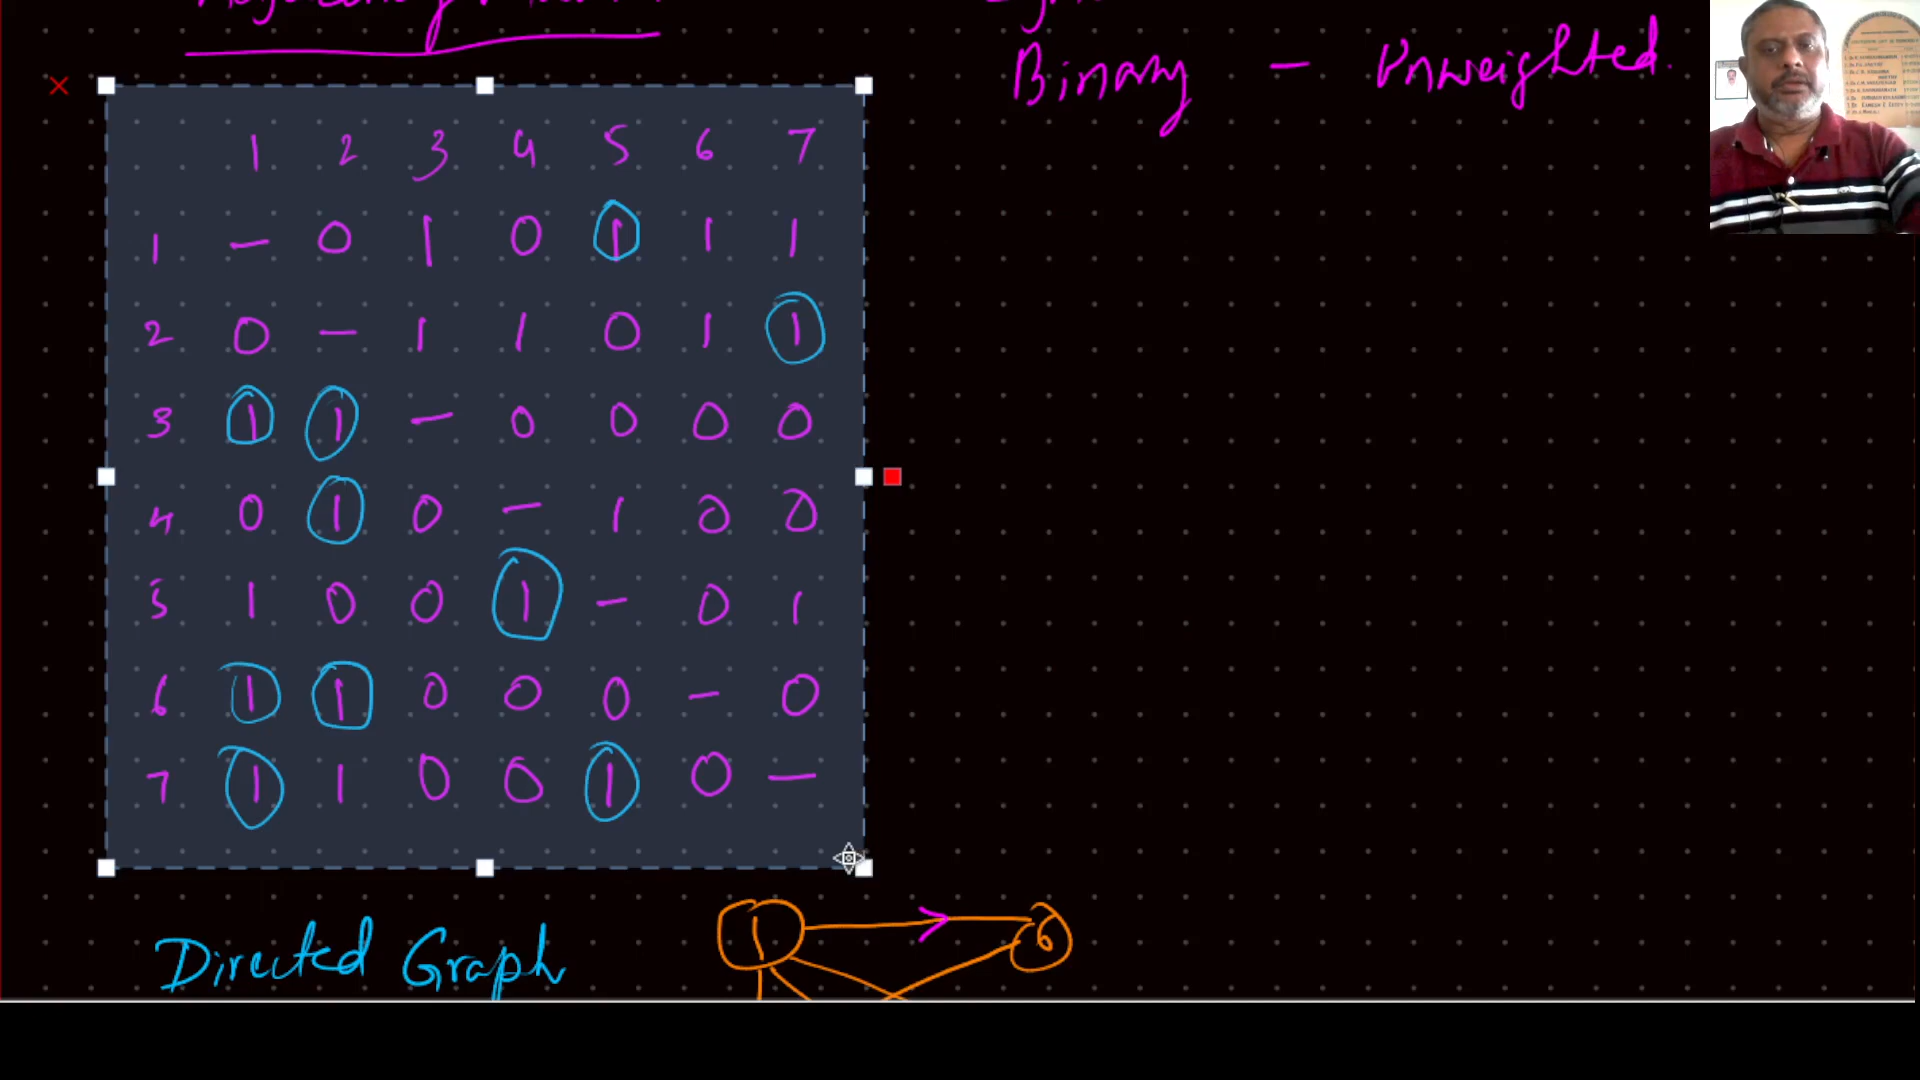 Binary - Unweighted.
1 2 3 4 5 6 7
1 - 0 1 0 1 1 1
2 0 - 1 1 0 1 1
3 1 1 - 0 0 0 0
4 0 1 0 - 1 0 0
5 1 0 0 1 - 0 1
6 1 1 0 0 0 - 0
7 1 1 0 0 1 0 -
Directed Graph
1 6